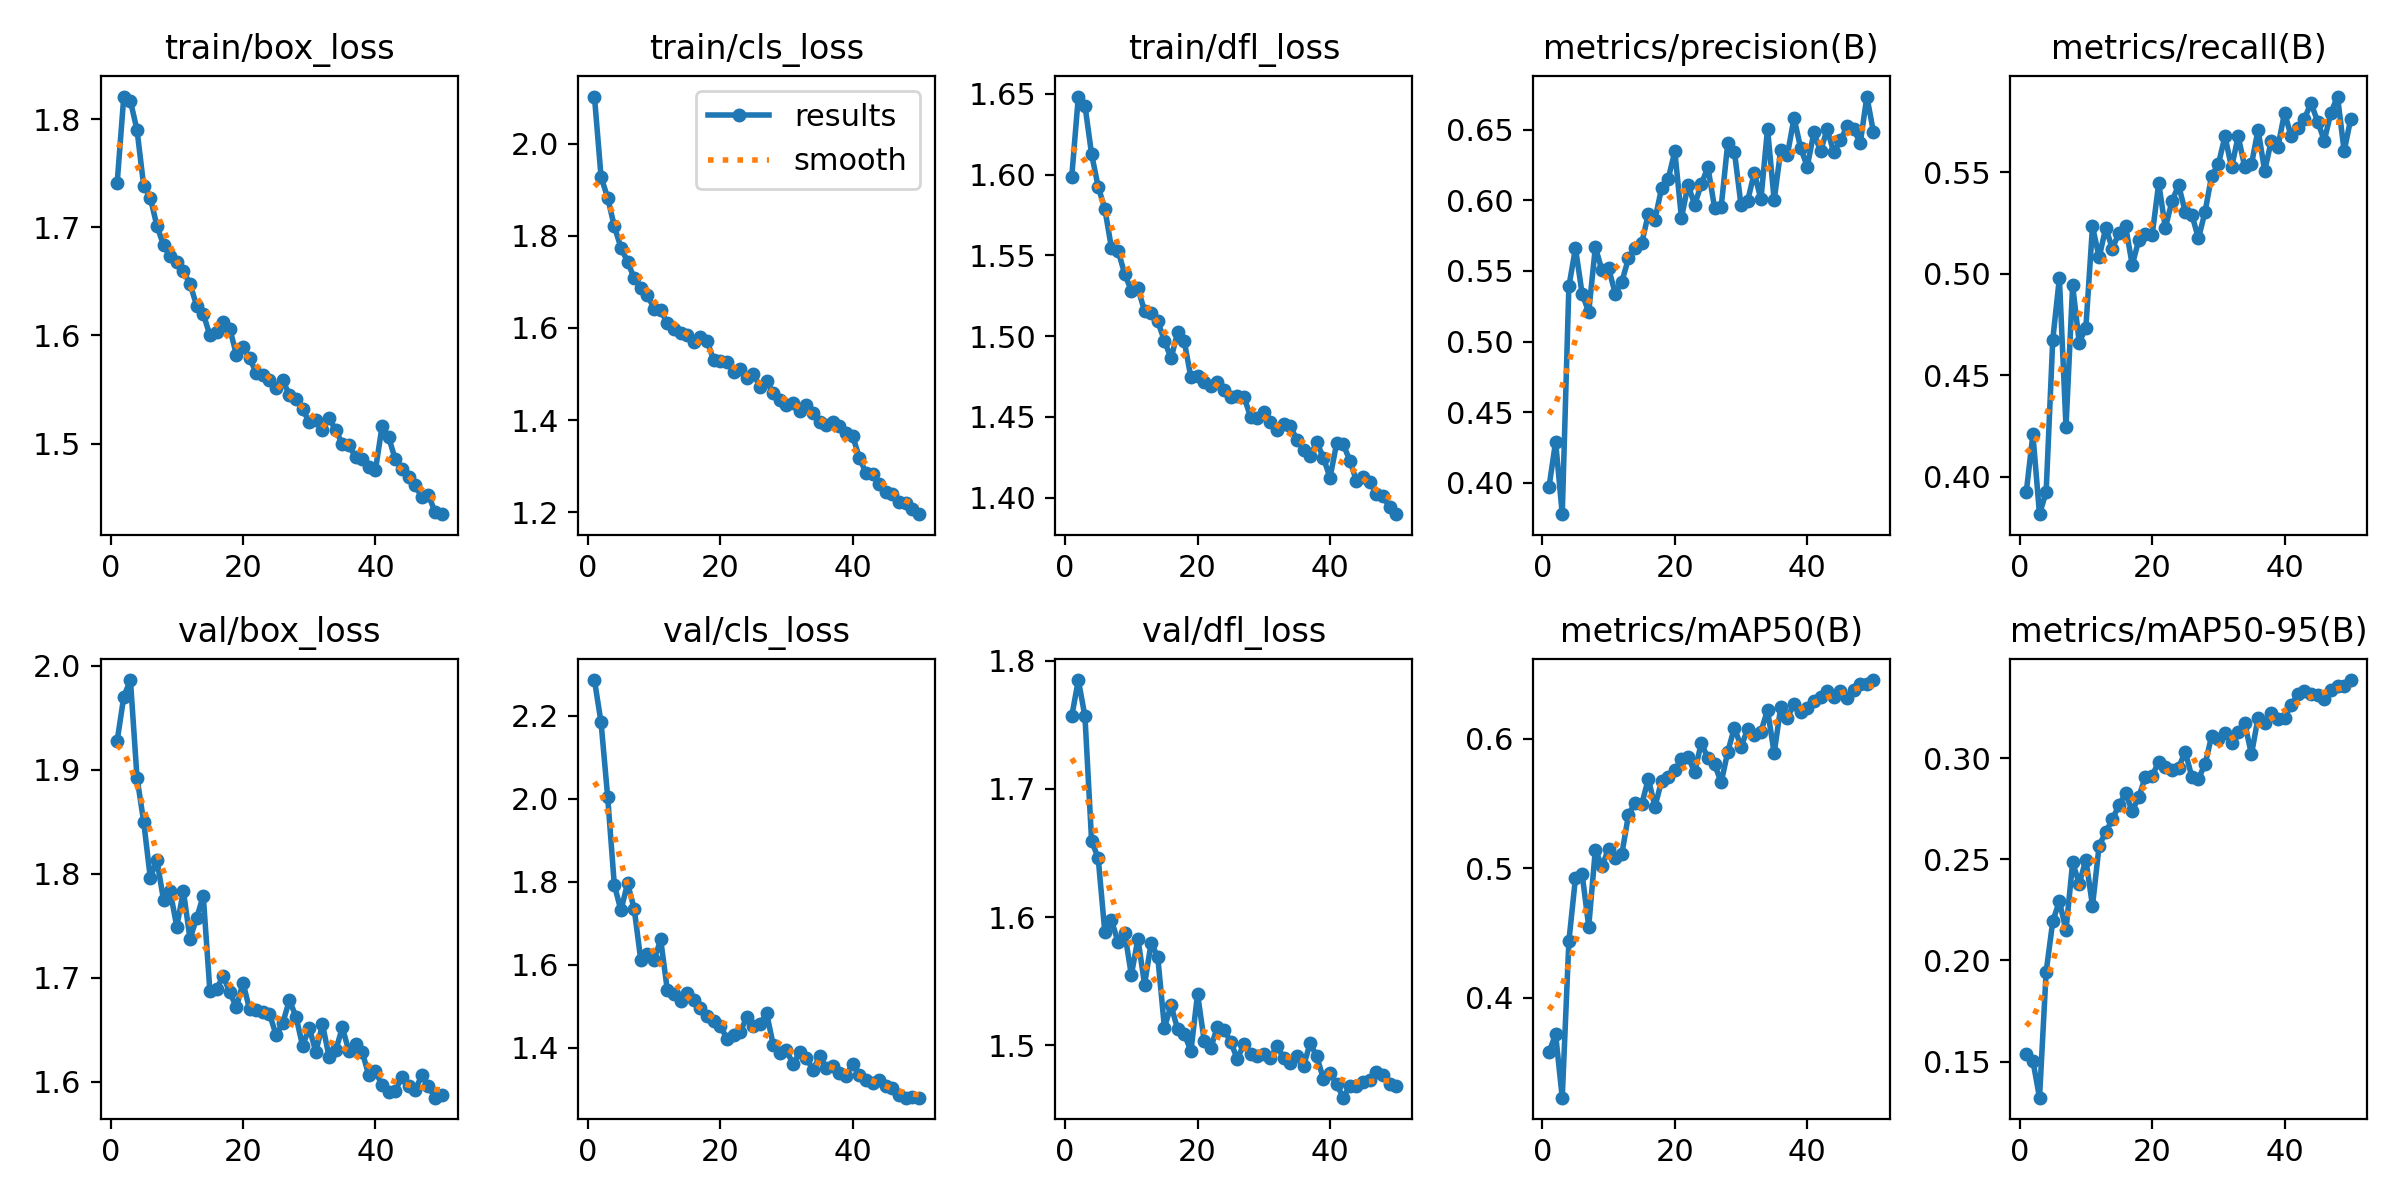 train/box_loss
1.8
1.7
1.6
1.5
0 20 40
train/cls_loss
results
smooth
2.0
1.8
1.6
1.4
1.2
0 20 40
train/dfl_loss
1.65
1.60
1.55
1.50
1.45
1.40
0 20 40
metrics/precision(B)
0.65
0.60
0.55
0.50
0.45
0.40
0 20 40
metrics/recall(B)
0.55
0.50
0.45
0.40
0 20 40
val/box_loss
2.0
1.9
1.8
1.7
1.6
0 20 40
val/cls_loss
2.2
2.0
1.8
1.6
1.4
0 20 40
val/dfl_loss
1.8
1.7
1.6
1.5
0 20 40
metrics/mAP50(B)
0.6
0.5
0.4
0 20 40
metrics/mAP50-95(B)
0.30
0.25
0.20
0.15
0 20 40